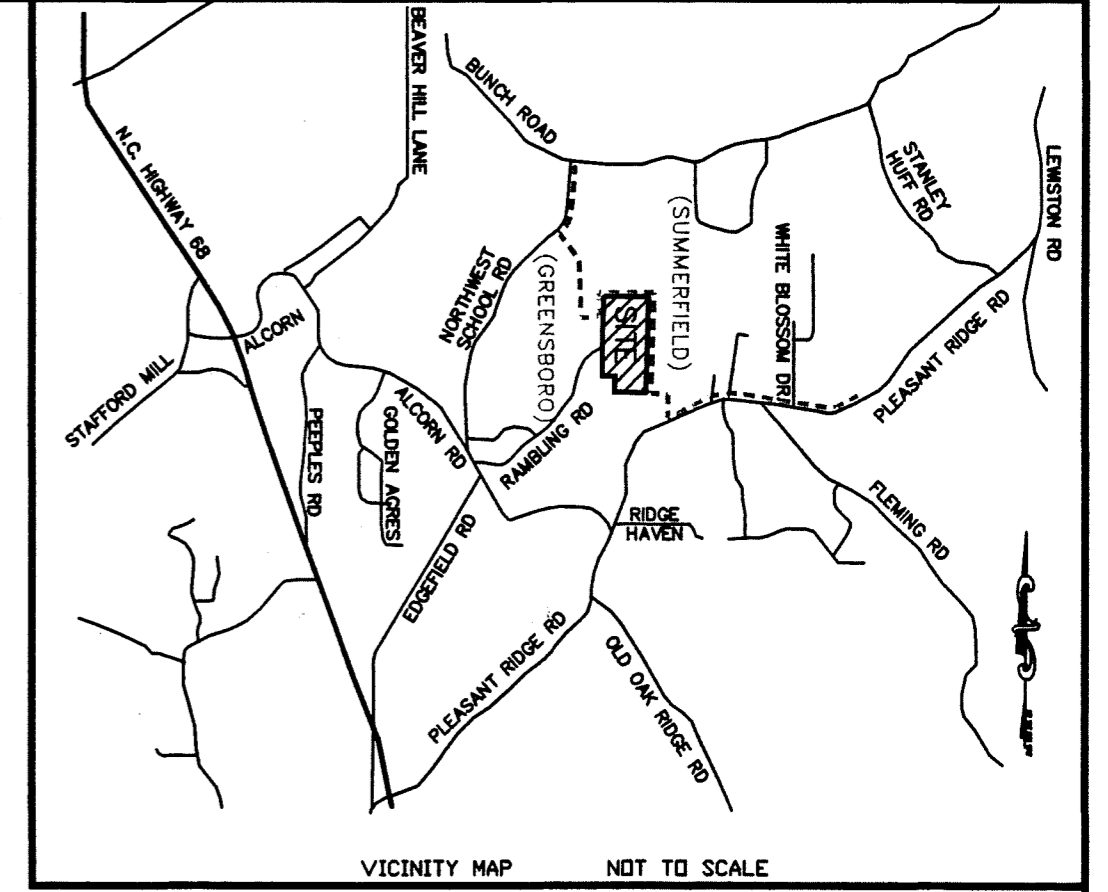 BEAVER HILL LANE
BUNCH ROAD
N.C. HIGHWAY 68
STANLEY
HUFF RD
LEWISTON RD
(SUMMERFIELD)
WHITE BLOSSOM DR
NORTHWEST
SCHOOL RD
(GREENSBORO)
SITE
PLEASANT RIDGE RD
ALCORN
STAFFORD MILL
PEEPLES RD
GOLDEN ACRES
ALCORN RD
RAMBLING RD
EDGEFIELD RD
RIDGE
HAVEN
FLEMING RD
PLEASANT RIDGE RD
OLD OAK RIDGE RD
VICINITY MAP NOT TO SCALE